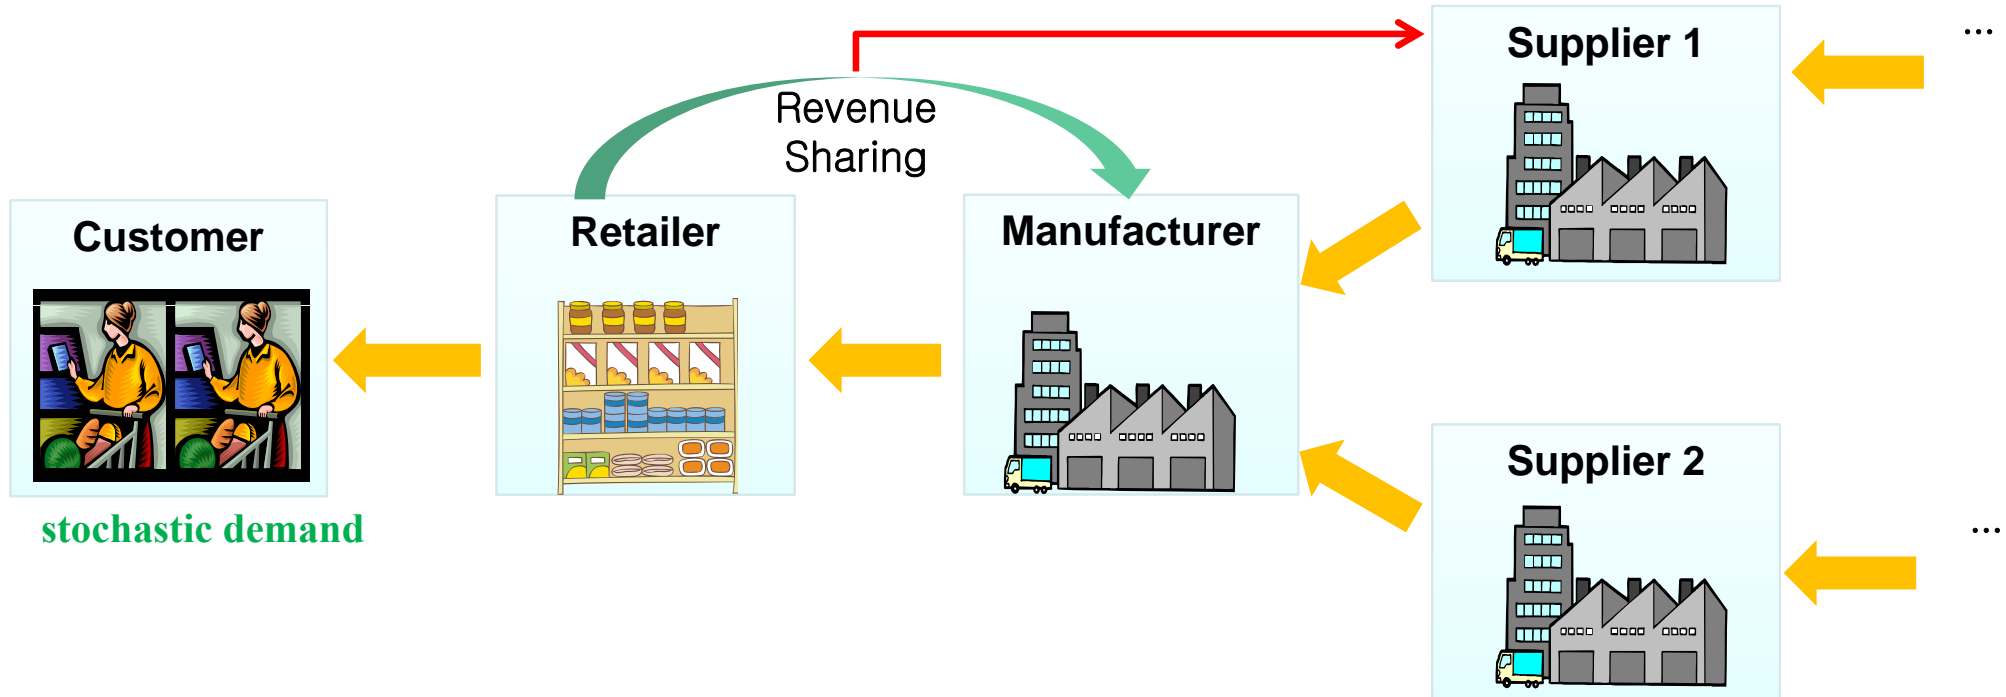 Supplier 1
...
Revenue
Sharing
Customer
Retailer
Manufacturer
Supplier 2
stochastic demand
...